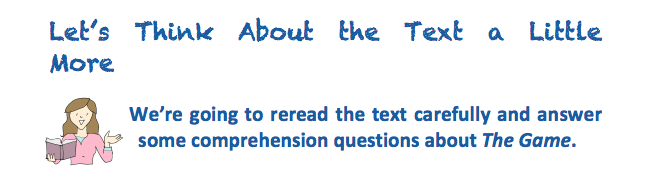 Let's Think About the Text a Little
More
We're going to reread the text carefully and answer
some comprehension questions about The Game.